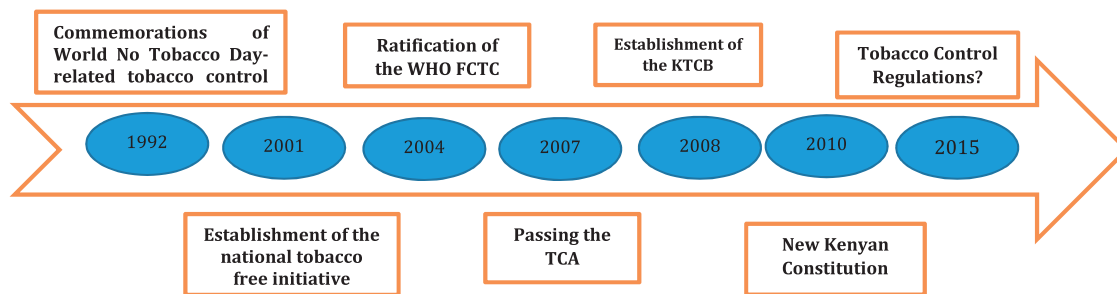 Commemorations of
World No Tobacco Day-
related tobacco control
Ratification of
the WHO FCTC
Establishment of
the KTCB
Tobacco Control
Regulations?
1992
2001
2004
2007
2008
2010
2015
Establishment of the
national tobacco
free initiative
Passing the
TCA
New Kenyan
Constitution